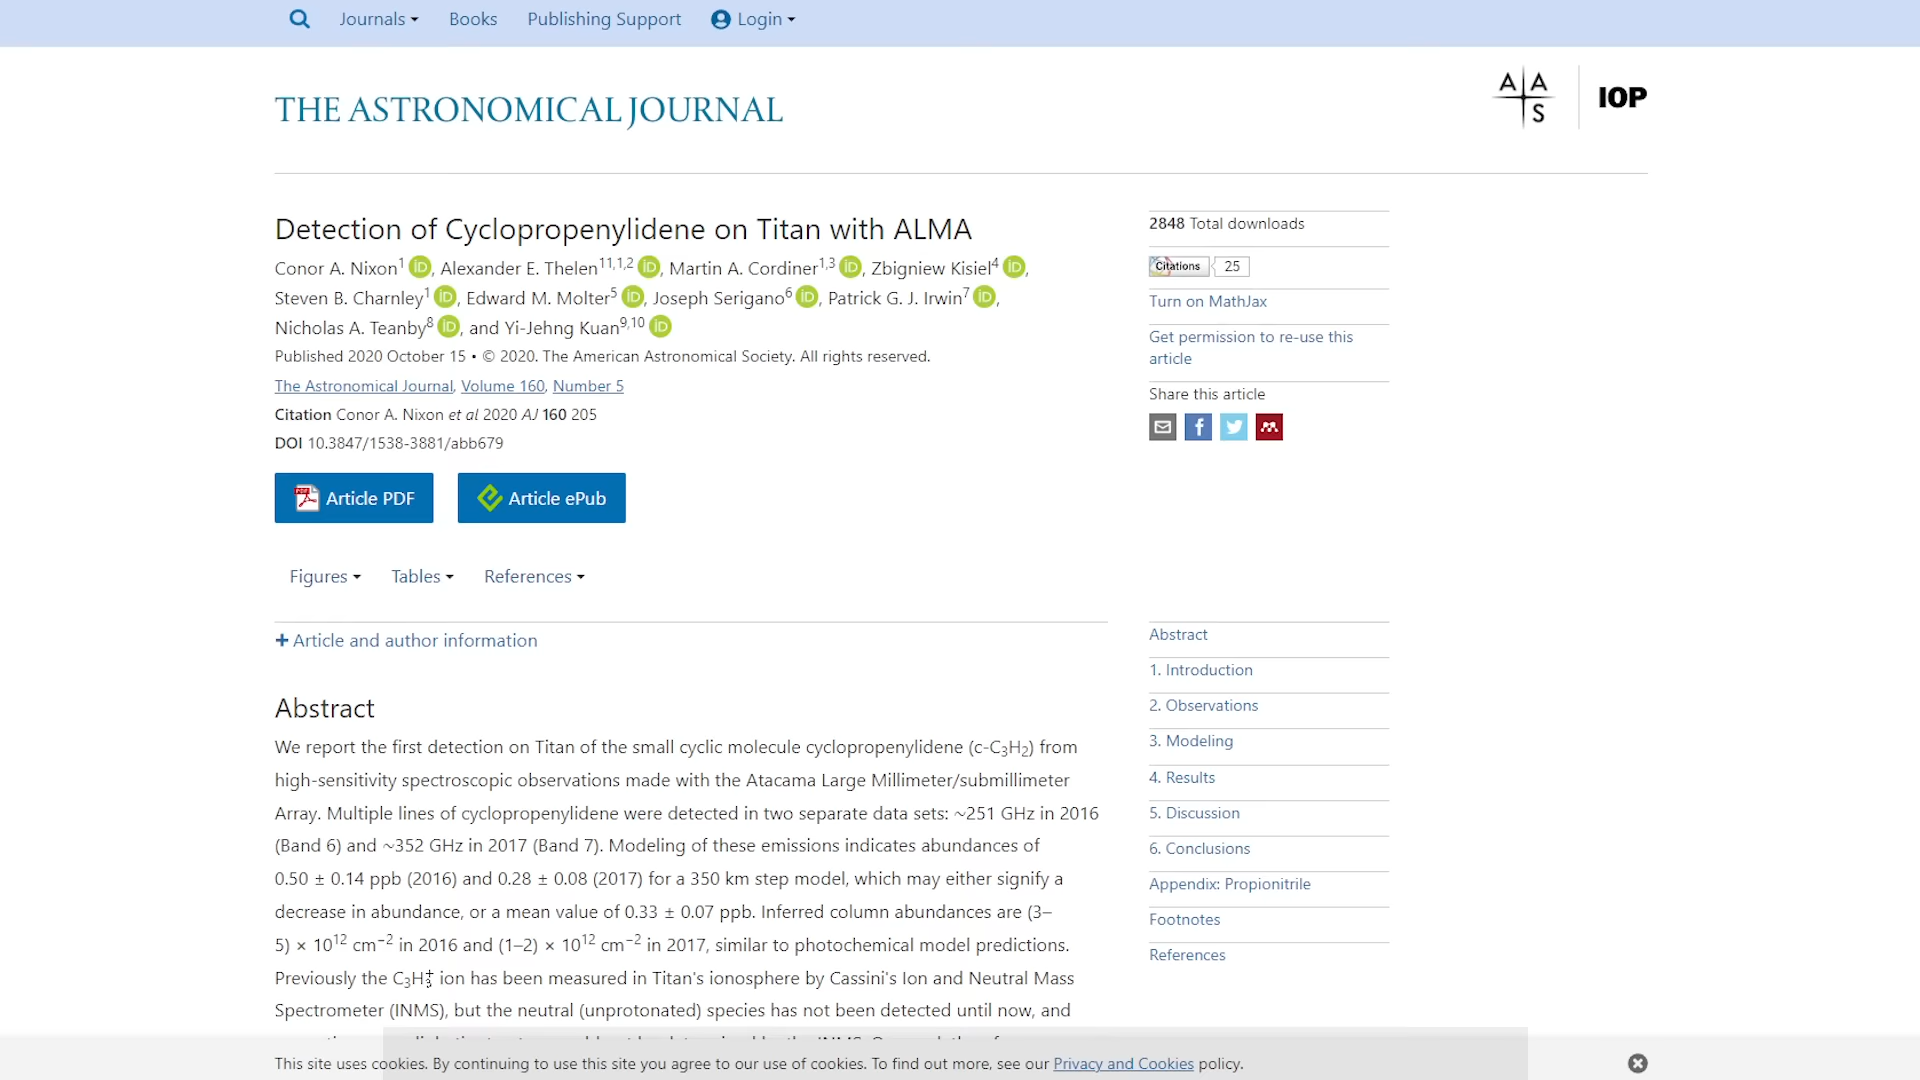 Journals Books Publishing Support Login
THE ASTRONOMICAL JOURNAL
A A
S
IOP
Detection of Cyclopropenylidene on Titan with ALMA
Conor A. Nixon1 iD, Alexander E. Thelen11,1,2 iD, Martin A. Cordiner1,3 iD, Zbigniew Kisiel4 iD,
Steven B. Charnley1 iD, Edward M. Molter5 iD, Joseph Serigano6 iD, Patrick G. J. Irwin7 iD,
Nicholas A. Teanby8 iD, and Yi-Jehng Kuan9,10 iD
Published 2020 October 15 • © 2020. The American Astronomical Society. All rights reserved.
The Astronomical Journal, Volume 160, Number 5
Citation Conor A. Nixon et al 2020 AJ 160 205
DOI 10.3847/1538-3881/abb679
Article PDF Article ePub
Figures Tables References
+ Article and author information
Abstract
We report the first detection on Titan of the small cyclic molecule cyclopropenylidene (c-C3H2) from
high-sensitivity spectroscopic observations made with the Atacama Large Millimeter/submillimeter
Array. Multiple lines of cyclopropenylidene were detected in two separate data sets: ~251 GHz in 2016
(Band 6) and ~352 GHz in 2017 (Band 7). Modeling of these emissions indicates abundances of
0.50 ± 0.14 ppb (2016) and 0.28 ± 0.08 (2017) for a 350 km step model, which may either signify a
decrease in abundance, or a mean value of 0.33 ± 0.07 ppb. Inferred column abundances are (3–
5) × 10^12 cm^−2 in 2016 and (1–2) × 10^12 cm^−2 in 2017, similar to photochemical model predictions.
Previously the C3H3+ ion has been measured in Titan's ionosphere by Cassini's Ion and Neutral Mass
Spectrometer (INMS), but the neutral (unprotonated) species has not been detected until now, and
2848 Total downloads
Citations 25
Turn on MathJax
Get permission to re-use this
article
Share this article
Abstract
1. Introduction
2. Observations
3. Modeling
4. Results
5. Discussion
6. Conclusions
Appendix: Propionitrile
Footnotes
References
This site uses cookies. By continuing to use this site you agree to our use of cookies. To find out more, see our Privacy and Cookies policy.